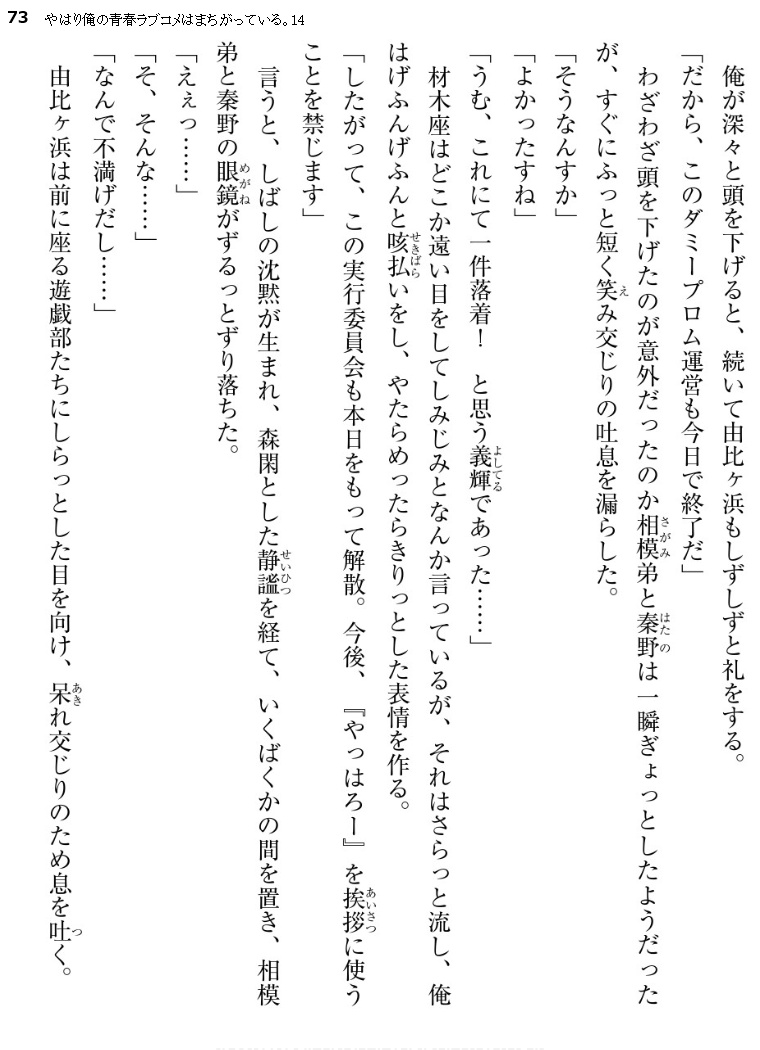 73 やはり俺の青春ラブコメはまちがっている。14
俺が深々と頭を下げると、続いて由比ヶ浜もしずしずと礼をする。
「だから、このダミープロム運営も今日で終了だ」
わざわざ頭を下げたのが意外だったのか相模弟と秦野は一瞬ぎょっとしたようだった
が、すぐにふっと短く笑み交じりの吐息を漏らした。
「そうなんすか」
「よかったすね」
「うむ、これにて一件落着！　と思う義輝であった……」
材木座はどこか遠い目をしてしみじみとなんか言っているが、それはさらっと流し、俺
はげふんげふんと咳払いをし、やたらめったらきりっとした表情を作る。
「したがって、この実行委員会も本日をもって解散。今後、『やっはろー』を挨拶に使う
ことを禁じます」
言うと、しばしの沈黙が生まれ、森閑とした静謐を経て、いくばくかの間を置き、相模
弟と秦野の眼鏡がずるっとずり落ちた。
「えぇっ……」
「そ、そんな……」
「なんで不満げだし……」
由比ヶ浜は前に座る遊戯部たちにしらっとした目を向け、呆れ交じりのため息を吐く。